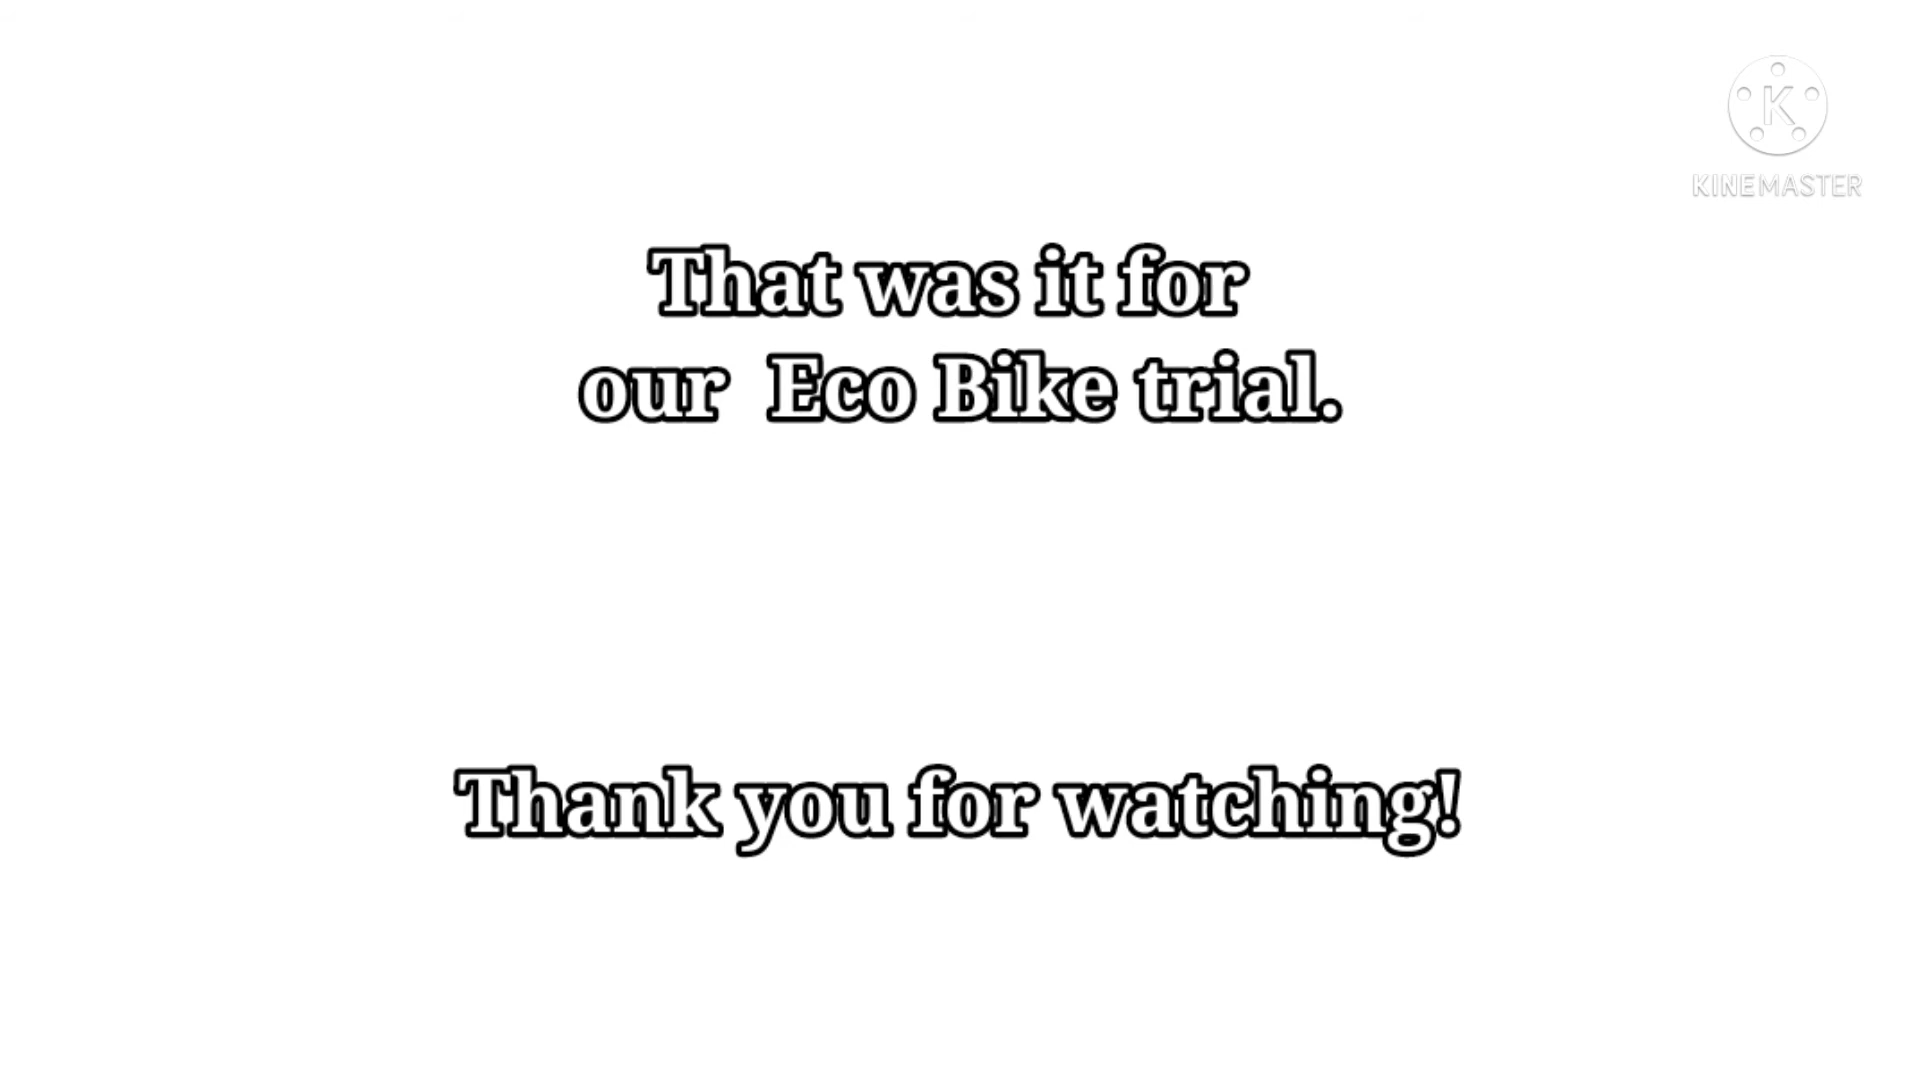 K
KINEMASTER
That was it for
our  Eco Bike trial.
Thank you for watching!